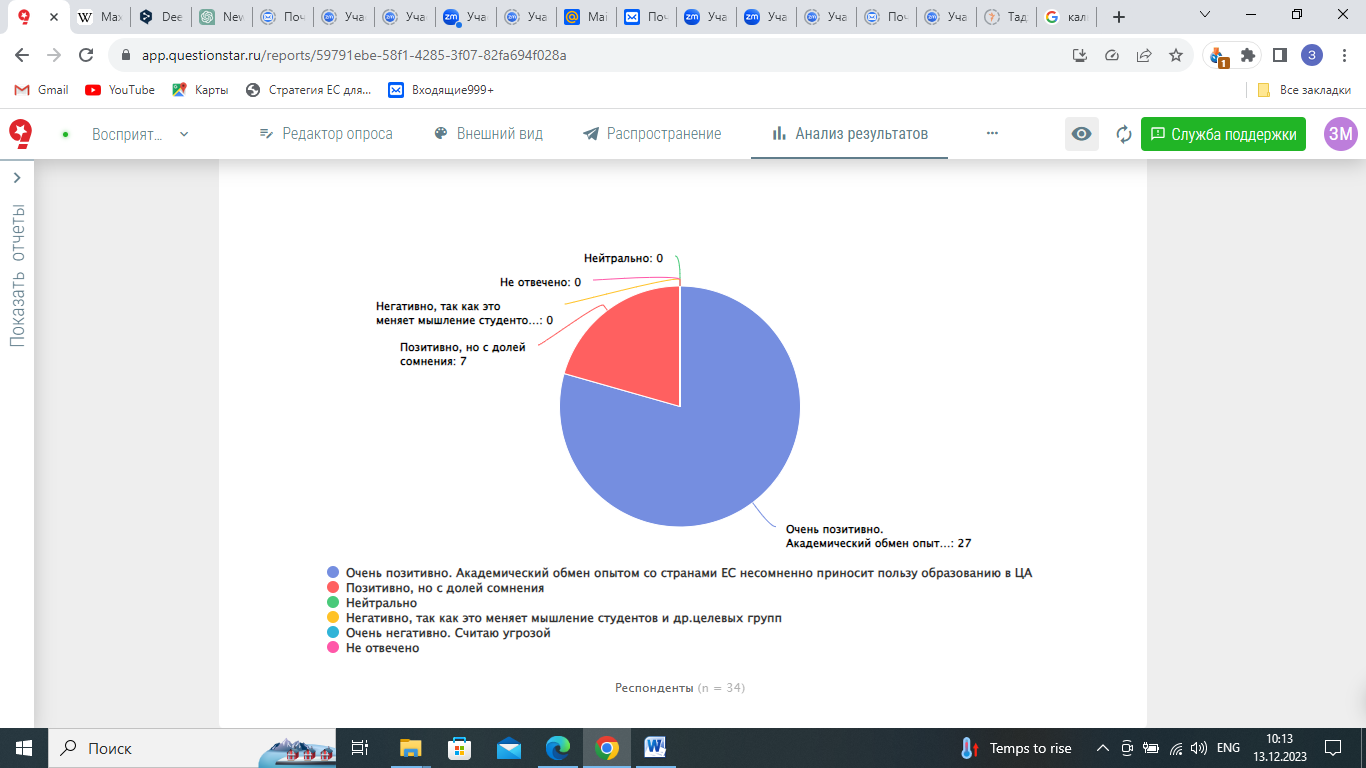 Max
Dee
New
Поч
Уча
Уча
Уча
Уча
Mai
Поч
Уча
Уча
Уча
Поч
Уча
Тад
кал
app.questionstar.ru/reports/59791ebe-58f1-4285-3f07-82fa694f028a
1
3
Gmail
YouTube
Карты
Стратегия ЕС для...
Входящие999+
Все закладки
Восприят...
Редактор опроса
Внешний вид
Распространение
Анализ результатов
Служба поддержки
ЗМ
Показать отчеты
Нейтрально: 0
Не отвечено: 0
Негативно, так как это
меняет мышление студенто...: 0
Позитивно, но с долей
сомнения: 7
Очень позитивно.
Академический обмен опыт...: 27
Очень позитивно. Академический обмен опытом со странами ЕС несомненно приносит пользу образованию в ЦА
Позитивно, но с долей сомнения
Нейтрально
Негативно, так как это меняет мышление студентов и др.целевых групп
Очень негативно. Считаю угрозой
Не отвечено
Респонденты (n = 34)
Поиск
Temps to rise
ENG
10:13
13.12.2023